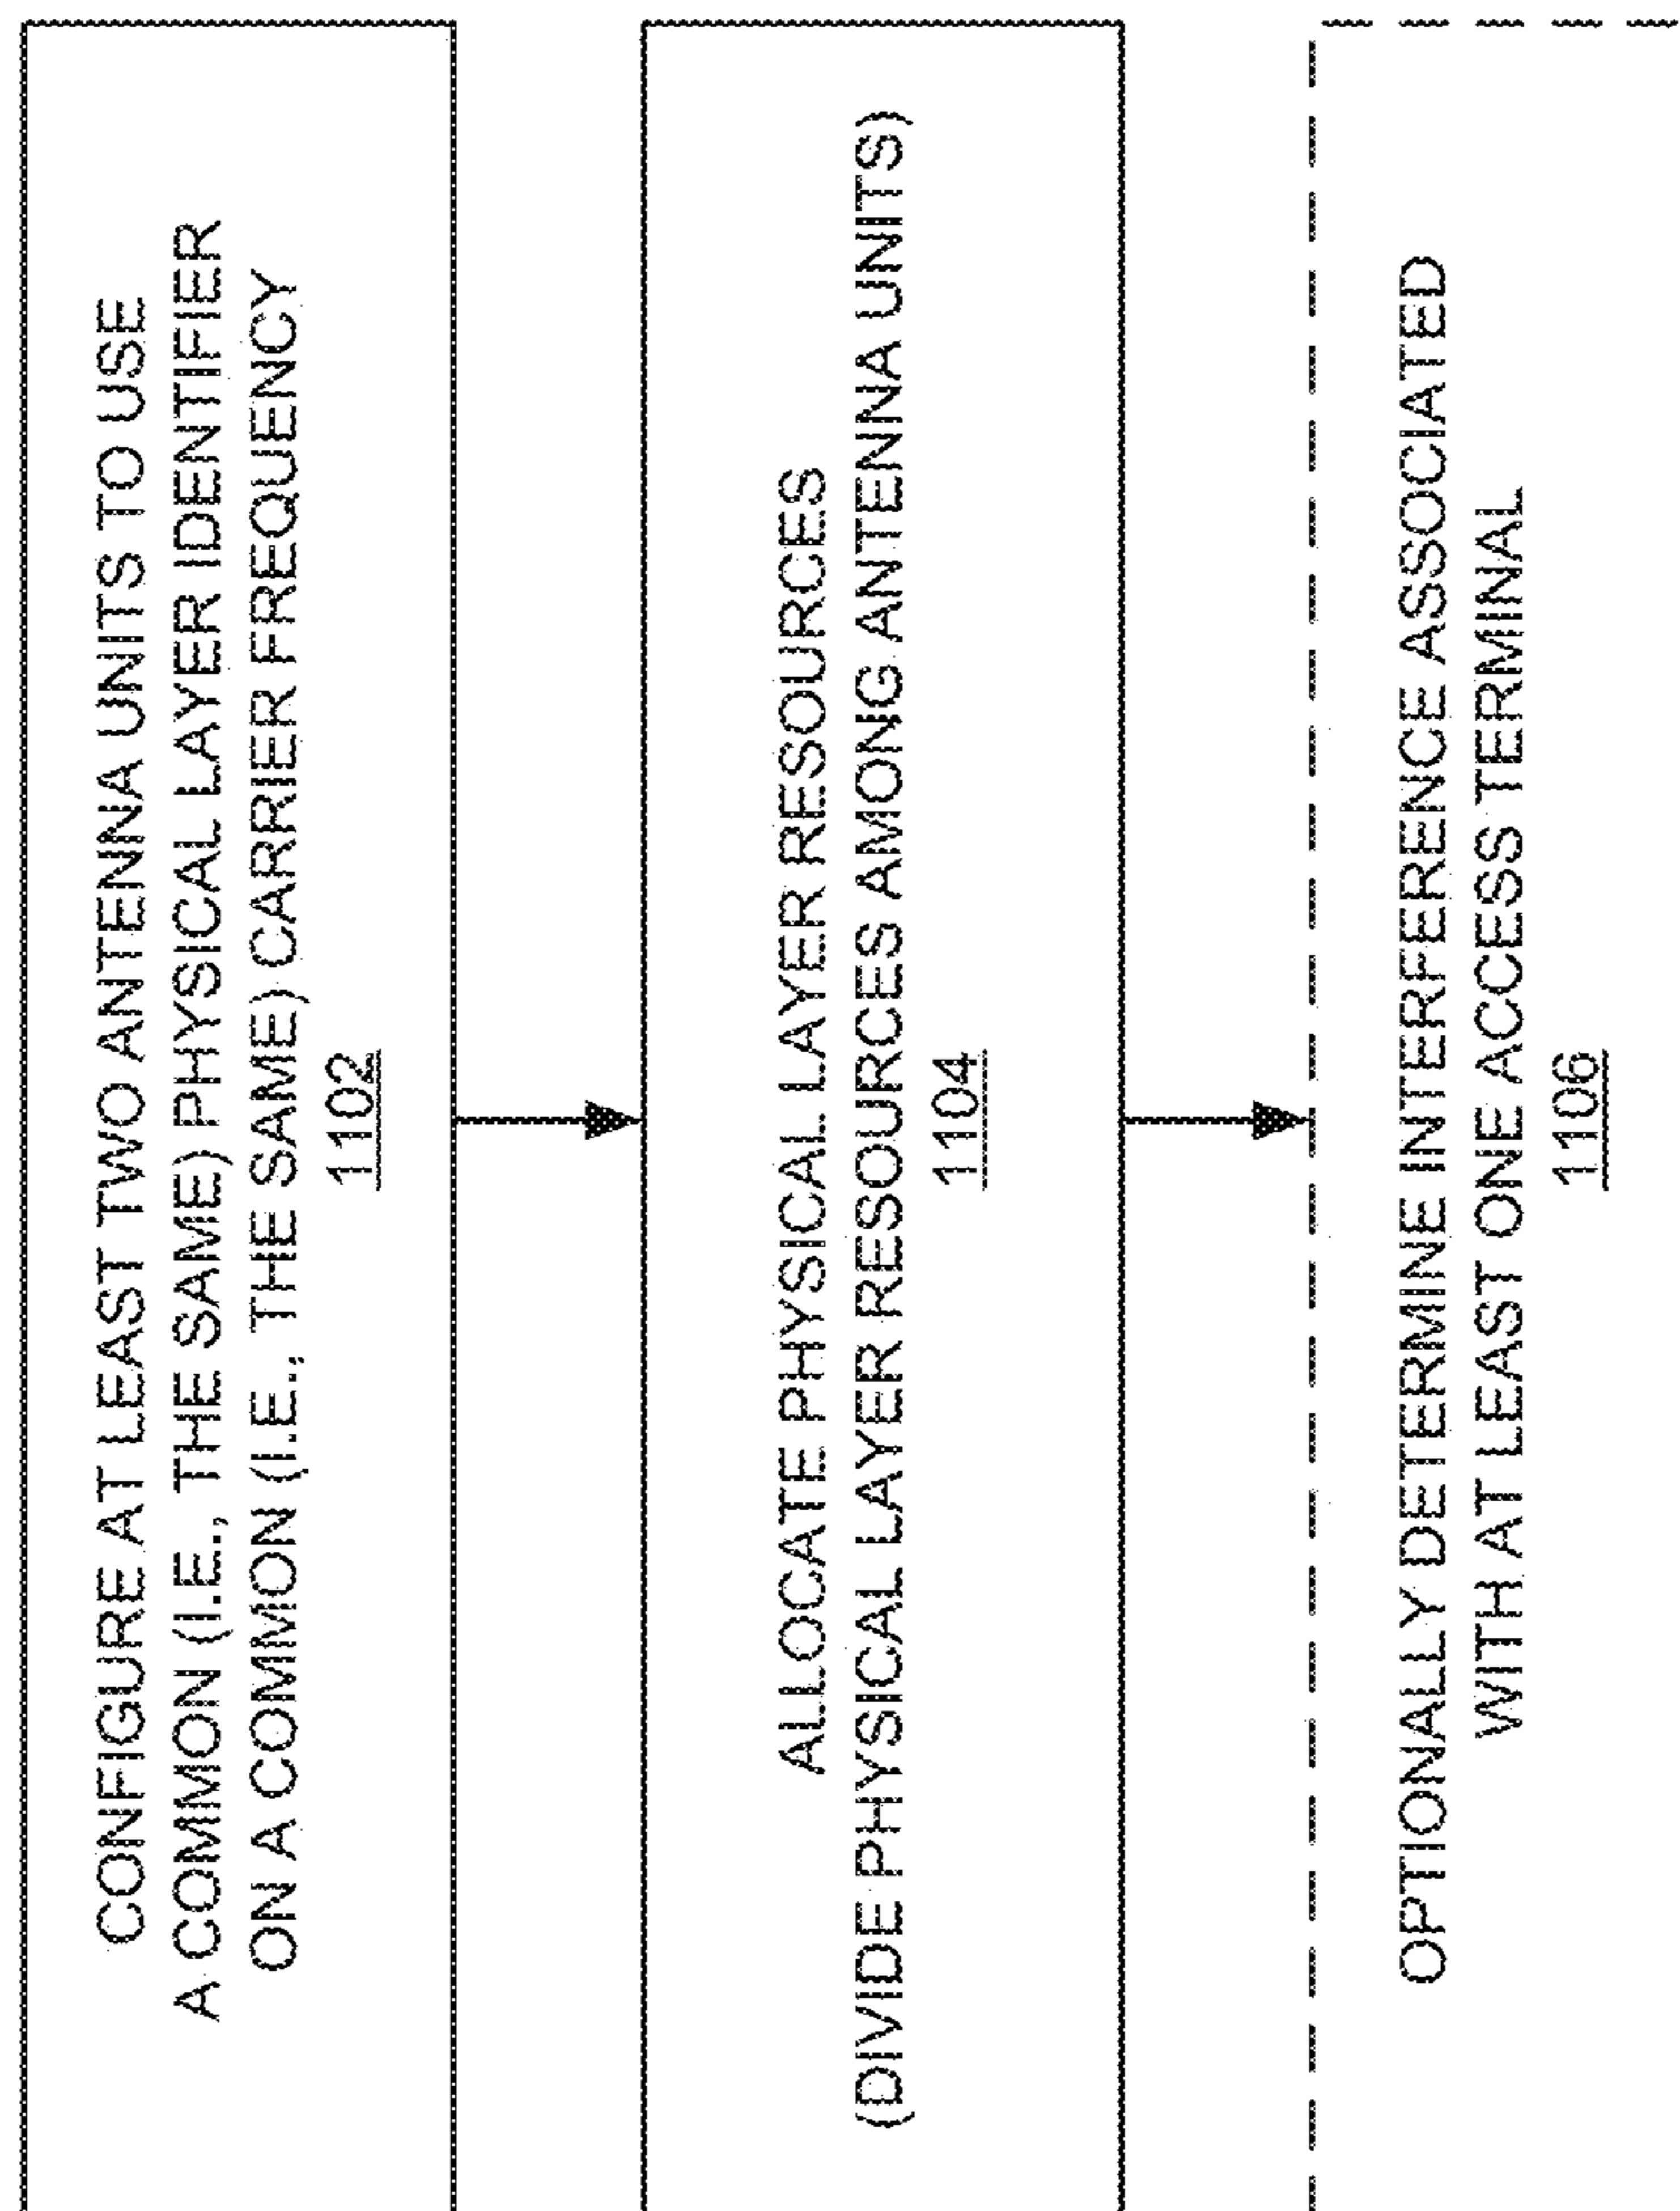 CONFIGURE AT LEAST TWO ANTENNA UNITS TO USE
A COMMON (I.E., THE SAME) PHYSICAL LAYER IDENTIFIER
ON A COMMON (I.E., THE SAME) CARRIER FREQUENCY
1102
ALLOCATE PHYSICAL LAYER RESOURCES
(DIVIDE PHYSICAL LAYER RESOURCES AMONG ANTENNA UNITS)
1104
OPTIONALLY DETERMINE INTERFERENCE ASSOCIATED
WITH AT LEAST ONE ACCESS TERMINAL
1106